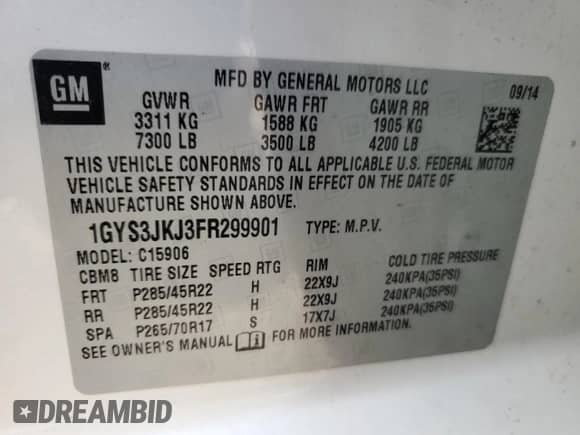 GM ®
MFD BY GENERAL MOTORS LLC 09/14
GVWR GAWR FRT GAWR RR
3311 KG 1588 KG 1905 KG
7300 LB 3500 LB 4200 LB
THIS VEHICLE CONFORMS TO ALL APPLICABLE U.S. FEDERAL MOTOR
VEHICLE SAFETY STANDARDS IN EFFECT ON THE DATE OF
MANUFACTURE SHOWN ABOVE.
1GYS3JKJ3FR299901 TYPE: M.P.V.
MODEL: C15906
CBM8 TIRE SIZE SPEED RTG RIM COLD TIRE PRESSURE
FRT P285/45R22 H 22X9J 240KPA(35PSI)
RR P285/45R22 H 22X9J 240KPA(35PSI)
SPA P265/70R17 S 17X7J 240KPA(35PSI)
SEE OWNER'S MANUAL i FOR MORE INFORMATION.
DREAMBID